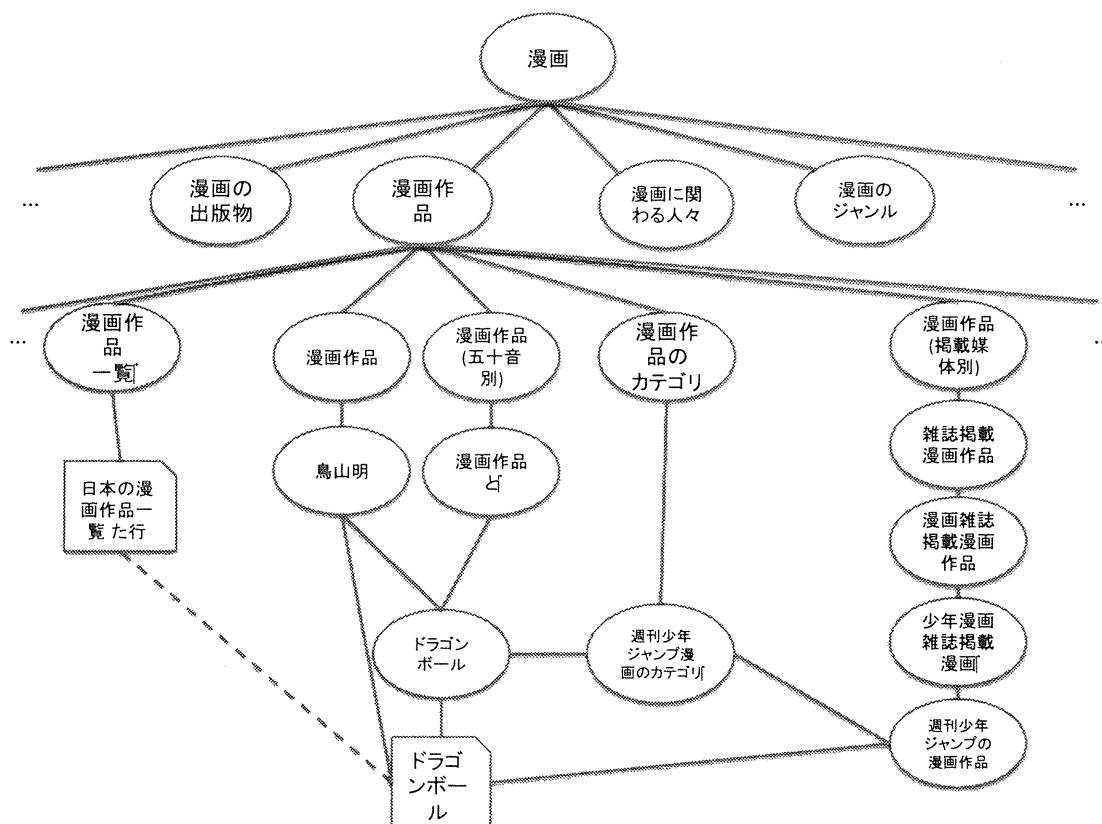 漫画
漫画の
出版物
漫画作
品
漫画に関
わる人々
漫画の
ジャンル
...
...
漫画作
品
一覧
漫画作品
漫画作品
(五十音
別)
漫画作
品の
カテゴリ
漫画作品
(掲載媒
体別)
...
鳥山明
漫画作品
ど
雑誌掲載
漫画作品
日本の漫
画作品一
覧 た行
漫画雑誌
掲載漫画
作品
ドラゴン
ボール
週刊少年
ジャンプ漫
画のカテゴリ
少年漫画
雑誌掲載
漫画
ドラゴ
ンボー
ル
週刊少年
ジャンプの
漫画作品